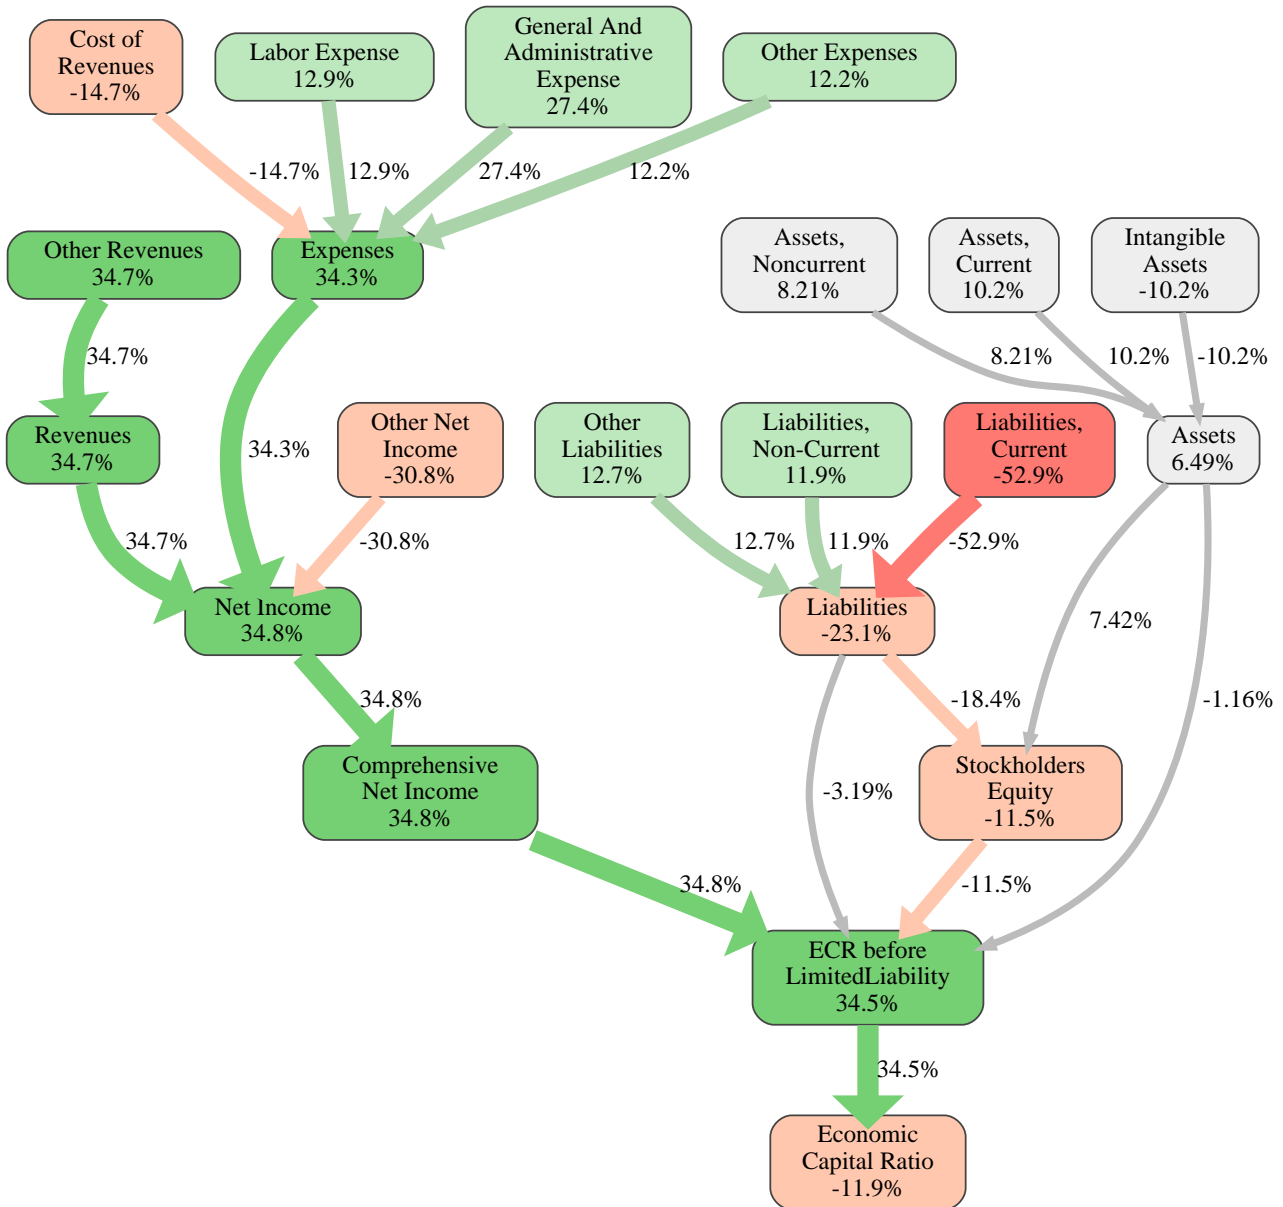 Cost of
Revenues
-14.7%
Labor Expense
12.9%
General And
Administrative
Expense
27.4%
Other Expenses
12.2%
-14.7%
12.9%
27.4%
12.2%
Other Revenues
34.7%
Expenses
34.3%
Assets,
Noncurrent
8.21%
Assets,
Current
10.2%
Intangible
Assets
-10.2%
34.7%
8.21%
10.2%
-10.2%
Revenues
34.7%
34.3%
Other Net
Income
-30.8%
Other
Liabilities
12.7%
Liabilities,
Non-Current
11.9%
Liabilities,
Current
-52.9%
Assets
6.49%
34.7%
-30.8%
12.7%
11.9%
-52.9%
Net Income
34.8%
Liabilities
-23.1%
7.42%
34.8%
-18.4%
-1.16%
Comprehensive
Net Income
34.8%
-3.19%
Stockholders
Equity
-11.5%
34.8%
-11.5%
ECR before
LimitedLiability
34.5%
34.5%
Economic
Capital Ratio
-11.9%